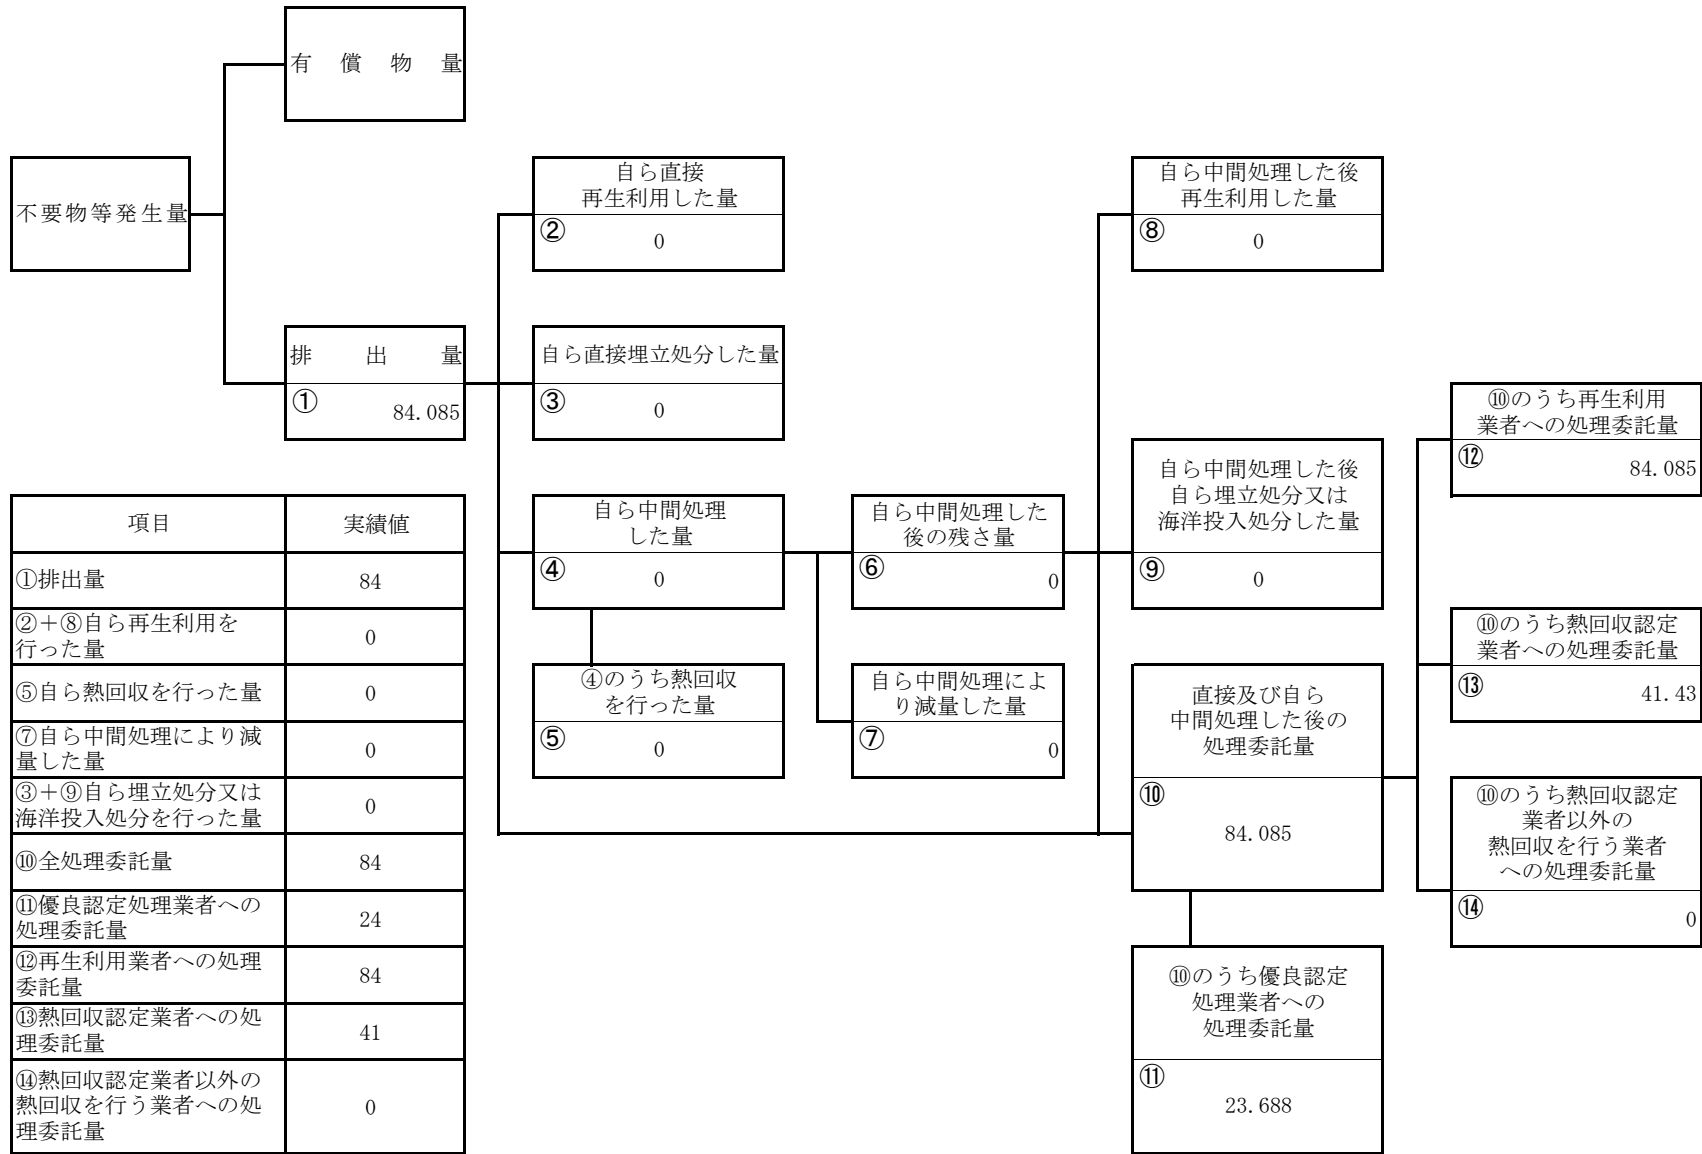 有償物量
不要物等発生量
排出量
① 84.085
自ら直接
再生利用した量
② 0
自ら直接埋立処分した量
③ 0
自ら中間処理
した量
④ 0
④のうち熱回収
を行った量
⑤ 0
自ら中間処理した
後の残さ量
⑥ 0
自ら中間処理によ
り減量した量
⑦ 0
自ら中間処理した後
再生利用した量
⑧ 0
自ら中間処理した後
自ら埋立処分又は
海洋投入処分した量
⑨ 0
直接及び自ら
中間処理した後の
処理委託量
⑩
84.085
⑩のうち優良認定
処理業者への
処理委託量
⑪
23.688
⑩のうち再生利用
業者への処理委託量
⑫ 84.085
⑩のうち熱回収認定
業者への処理委託量
⑬ 41.43
⑩のうち熱回収認定
業者以外の
熱回収を行う業者
への処理委託量
⑭ 0
項目 実績値
①排出量 84
②+⑧自ら再生利用を
行った量 0
⑤自ら熱回収を行った量 0
⑦自ら中間処理により減
量した量 0
③+⑨自ら埋立処分又は
海洋投入処分を行った量 0
⑩全処理委託量 84
⑪優良認定処理業者への
処理委託量 24
⑫再生利用業者への処理
委託量 84
⑬熱回収認定業者への処
理委託量 41
⑭熱回収認定業者以外の
熱回収を行う業者への処
理委託量 0